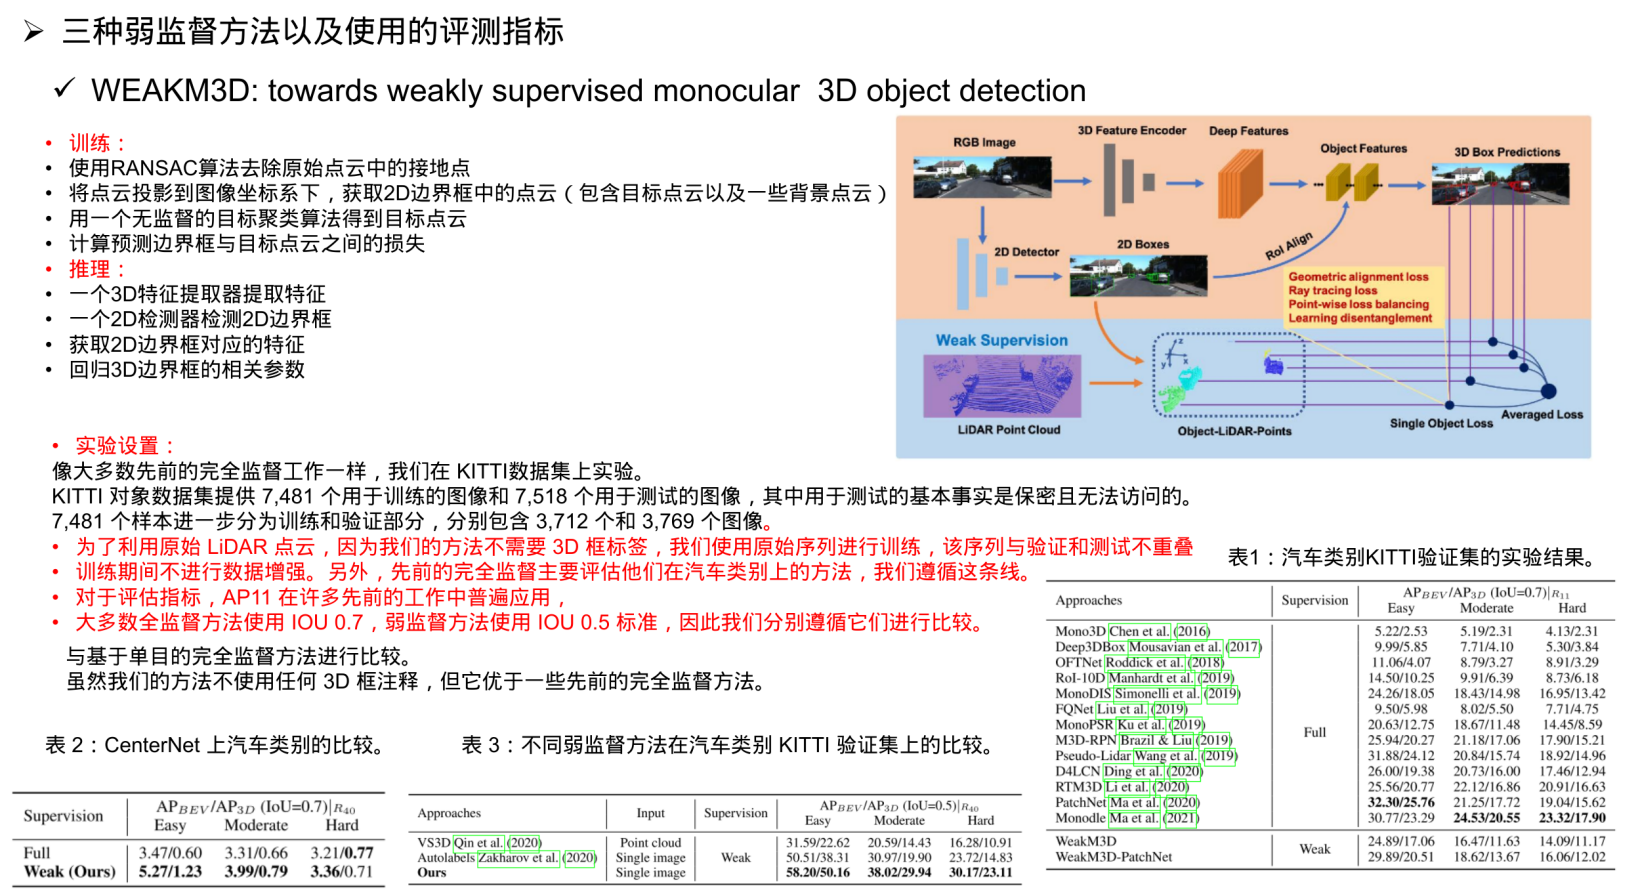 ➢ 三种弱监督方法以及使用的评测指标
✓ WEAKM3D: towards weakly supervised monocular 3D object detection
• 训练：
• 使用RANSAC算法去除原始点云中的接地点
• 将点云投影到图像坐标系下，获取2D边界框中的点云（包含目标点云以及一些背景点云）
• 用一个无监督的目标聚类算法得到目标点云
• 计算预测边界框与目标点云之间的损失
• 推理：
• 一个3D特征提取器提取特征
• 一个2D检测器检测2D边界框
• 获取2D边界框对应的特征
• 回归3D边界框的相关参数
RGB Image
3D Feature Encoder
Deep Features
Object Features
3D Box Predictions
2D Detector
2D Boxes
RoI Align
Geometric alignment loss
Ray tracing loss
Point-wise loss balancing
Learning disentanglement
Weak Supervision
z
y
x
LiDAR Point Cloud
Object-LiDAR-Points
Single Object Loss
Averaged Loss
• 实验设置：
像大多数先前的完全监督工作一样，我们在 KITTI数据集上实验。
KITTI 对象数据集提供 7,481 个用于训练的图像和 7,518 个用于测试的图像，其中用于测试的基本事实是保密且无法访问的。
7,481 个样本进一步分为训练和验证部分，分别包含 3,712 个和 3,769 个图像。
• 为了利用原始 LiDAR 点云，因为我们的方法不需要 3D 框标签，我们使用原始序列进行训练，该序列与验证和测试不重叠
• 训练期间不进行数据增强。另外，先前的完全监督主要评估他们在汽车类别上的方法，我们遵循这条线。
• 对于评估指标，AP11 在许多先前的工作中普遍应用，
• 大多数全监督方法使用 IOU 0.7，弱监督方法使用 IOU 0.5 标准，因此我们分别遵循它们进行比较。
与基于单目的完全监督方法进行比较。
虽然我们的方法不使用任何 3D 框注释，但它优于一些先前的完全监督方法。
表1：汽车类别KITTI验证集的实验结果。
Approaches Supervision AP_BEV/AP_3D (IoU=0.7)|R11
Easy Moderate Hard
Mono3D Chen et al. (2016) 5.22/2.53 5.19/2.31 4.13/2.31
Deep3DBox Mousavian et al. (2017) 9.99/5.85 7.71/4.10 5.30/3.84
OFTNet Roddick et al. (2018) 11.06/4.07 8.79/3.27 8.91/3.29
RoI-10D Manhardt et al. (2019) 14.50/10.25 9.91/6.39 8.73/6.18
MonoDIS Simonelli et al. (2019) 24.26/18.05 18.43/14.98 16.95/13.42
FQNet Liu et al. (2019) 9.50/5.98 8.02/5.50 7.71/4.75
MonoPSR Ku et al. (2019) 20.63/12.75 18.67/11.48 14.45/8.59
M3D-RPN Brazil & Liu (2019) Full 25.94/20.27 21.18/17.06 17.90/15.21
Pseudo-Lidar Wang et al. (2019) 31.88/24.12 20.84/15.74 18.92/14.96
D4LCN Ding et al. (2020) 26.00/19.38 20.73/16.00 17.46/12.94
RTM3D Li et al. (2020) 25.56/20.77 22.12/16.86 20.91/16.63
PatchNet Ma et al. (2020) 32.30/25.76 21.25/17.72 19.04/15.62
Monodle Ma et al. (2021) 30.77/23.29 24.53/20.55 23.32/17.90
WeakM3D Weak 24.89/17.06 16.47/11.63 14.09/11.17
WeakM3D-PatchNet 29.89/20.51 18.62/13.67 16.06/12.02
表 2：CenterNet 上汽车类别的比较。
Supervision AP_BEV/AP_3D (IoU=0.7)|R40
Easy Moderate Hard
Full 3.47/0.60 3.31/0.66 3.21/0.77
Weak (Ours) 5.27/1.23 3.99/0.79 3.36/0.71
表 3：不同弱监督方法在汽车类别 KITTI 验证集上的比较。
Approaches Input Supervision AP_BEV/AP_3D (IoU=0.5)|R40
Easy Moderate Hard
VS3D Qin et al. (2020) Point cloud 31.59/22.62 20.59/14.43 16.28/10.91
Autolabels Zakharov et al. (2020) Single image Weak 50.51/38.31 30.97/19.90 23.72/14.83
Ours Single image 58.20/50.16 38.02/29.94 30.17/23.11